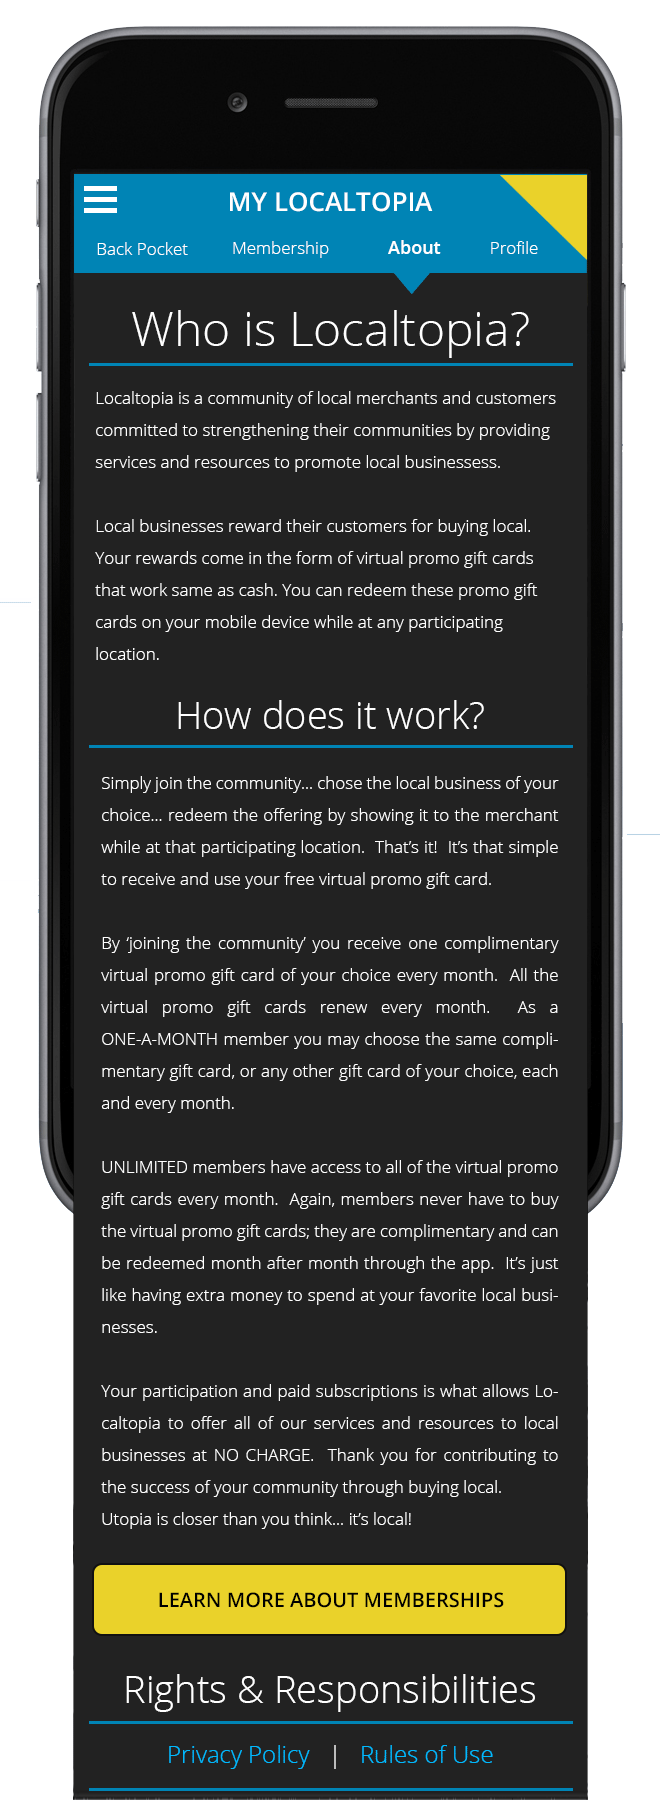 MY LOCALTOPIA
Back Pocket Membership About Profile
Who is Localtopia?
Localtopia is a community of local merchants and customers
committed to strengthening their communities by providing
services and resources to promote local businessess.
Local businesses reward their customers for buying local.
Your rewards come in the form of virtual promo gift cards
that work same as cash. You can redeem these promo gift
cards on your mobile device while at any participating
location.
How does it work?
Simply join the community... chose the local business of your
choice... redeem the offering by showing it to the merchant
while at that participating location.  That's it!  It's that simple
to receive and use your free virtual promo gift card.
By ‘joining the community’ you receive one complimentary
virtual promo gift card of your choice every month.  All the
virtual promo gift cards renew every month.  As a
ONE-A-MONTH member you may choose the same compli-
mentary gift card, or any other gift card of your choice, each
and every month.
UNLIMITED members have access to all of the virtual promo
gift cards every month.  Again, members never have to buy
the virtual promo gift cards; they are complimentary and can
be redeemed month after month through the app.  It's just
like having extra money to spend at your favorite local busi-
nesses.
Your participation and paid subscriptions is what allows Lo-
caltopia to offer all of our services and resources to local
businesses at NO CHARGE.  Thank you for contributing to
the success of your community through buying local.
Utopia is closer than you think... it's local!
LEARN MORE ABOUT MEMBERSHIPS
Rights & Responsibilities
Privacy Policy | Rules of Use